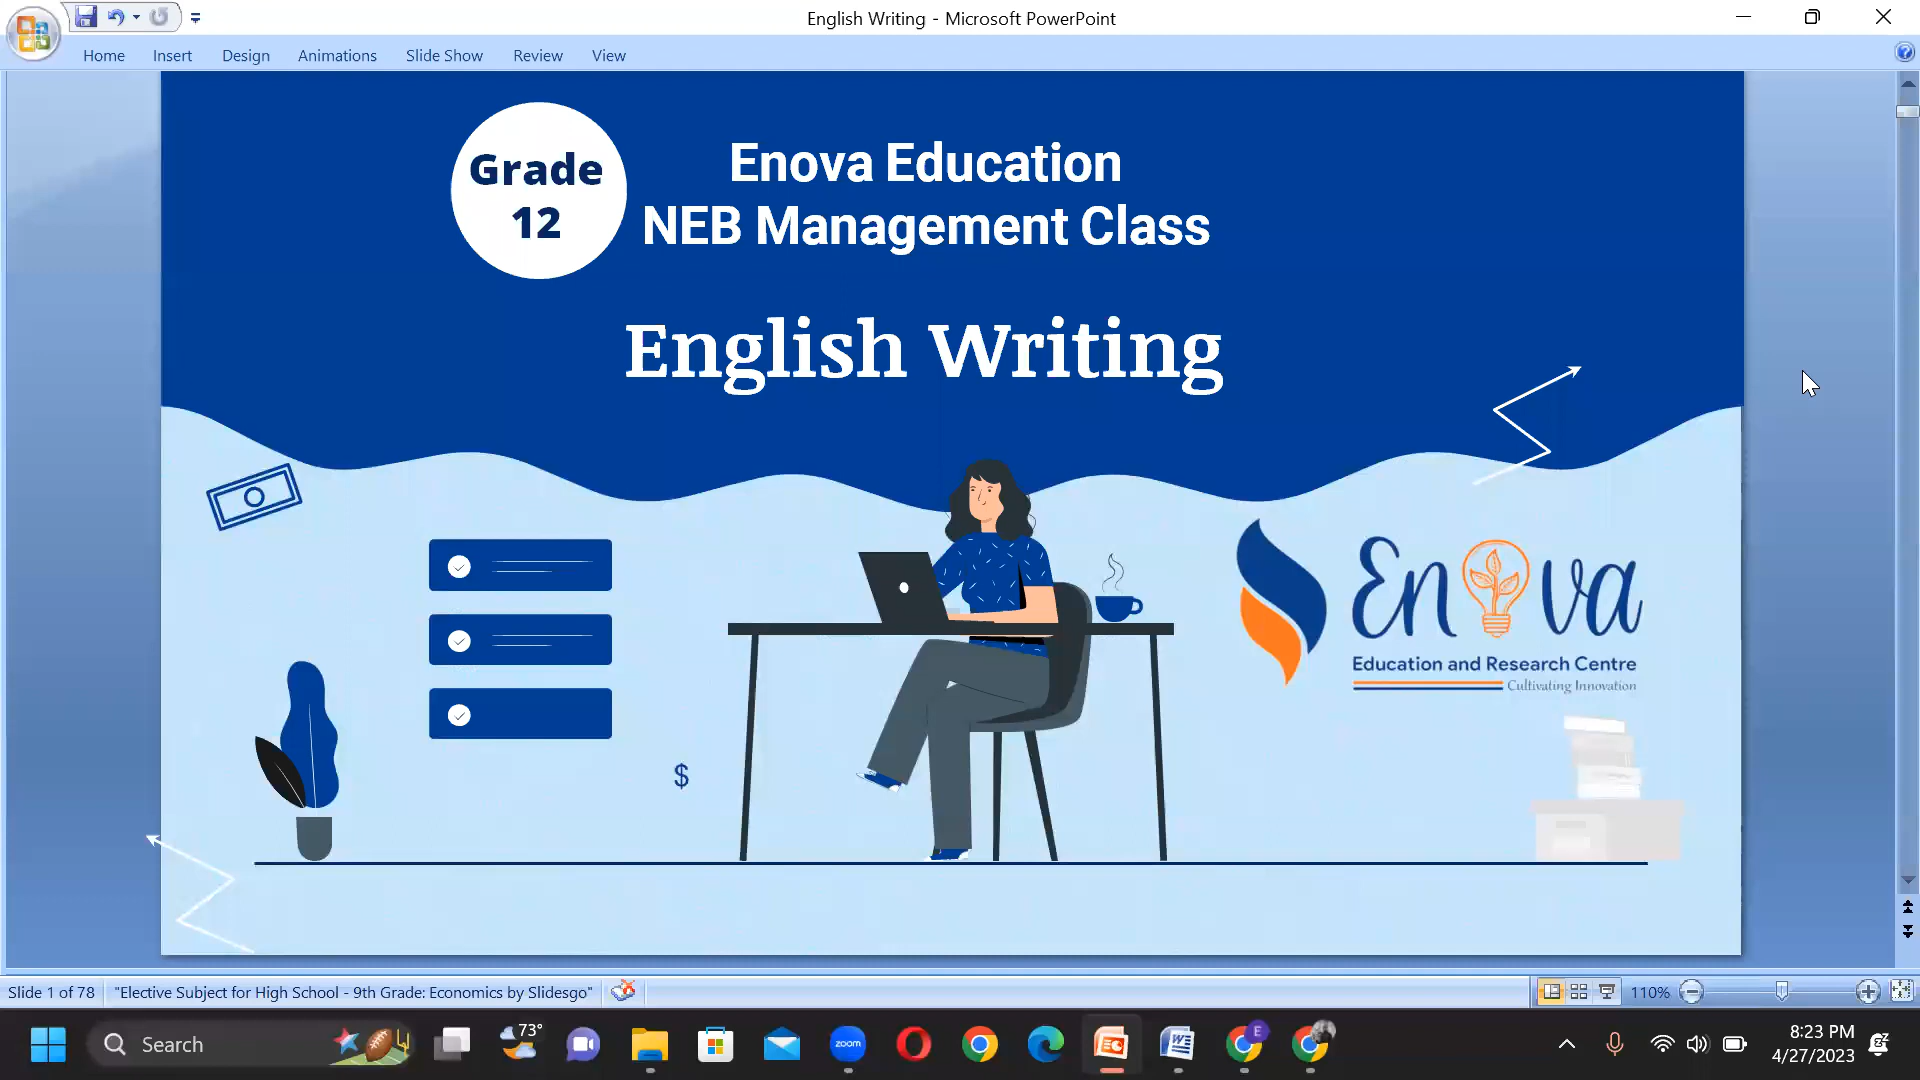 English Writing - Microsoft PowerPoint
Home Insert Design Animations Slide Show Review View
Grade
12
Enova Education
NEB Management Class
English Writing
$
Enova
Education and Research Centre
Cultivating Innovation
Slide 1 of 78 "Elective Subject for High School - 9th Grade: Economics by Slidesgo" 110%
Search 73° zoom E 8:23 PM
4/27/2023